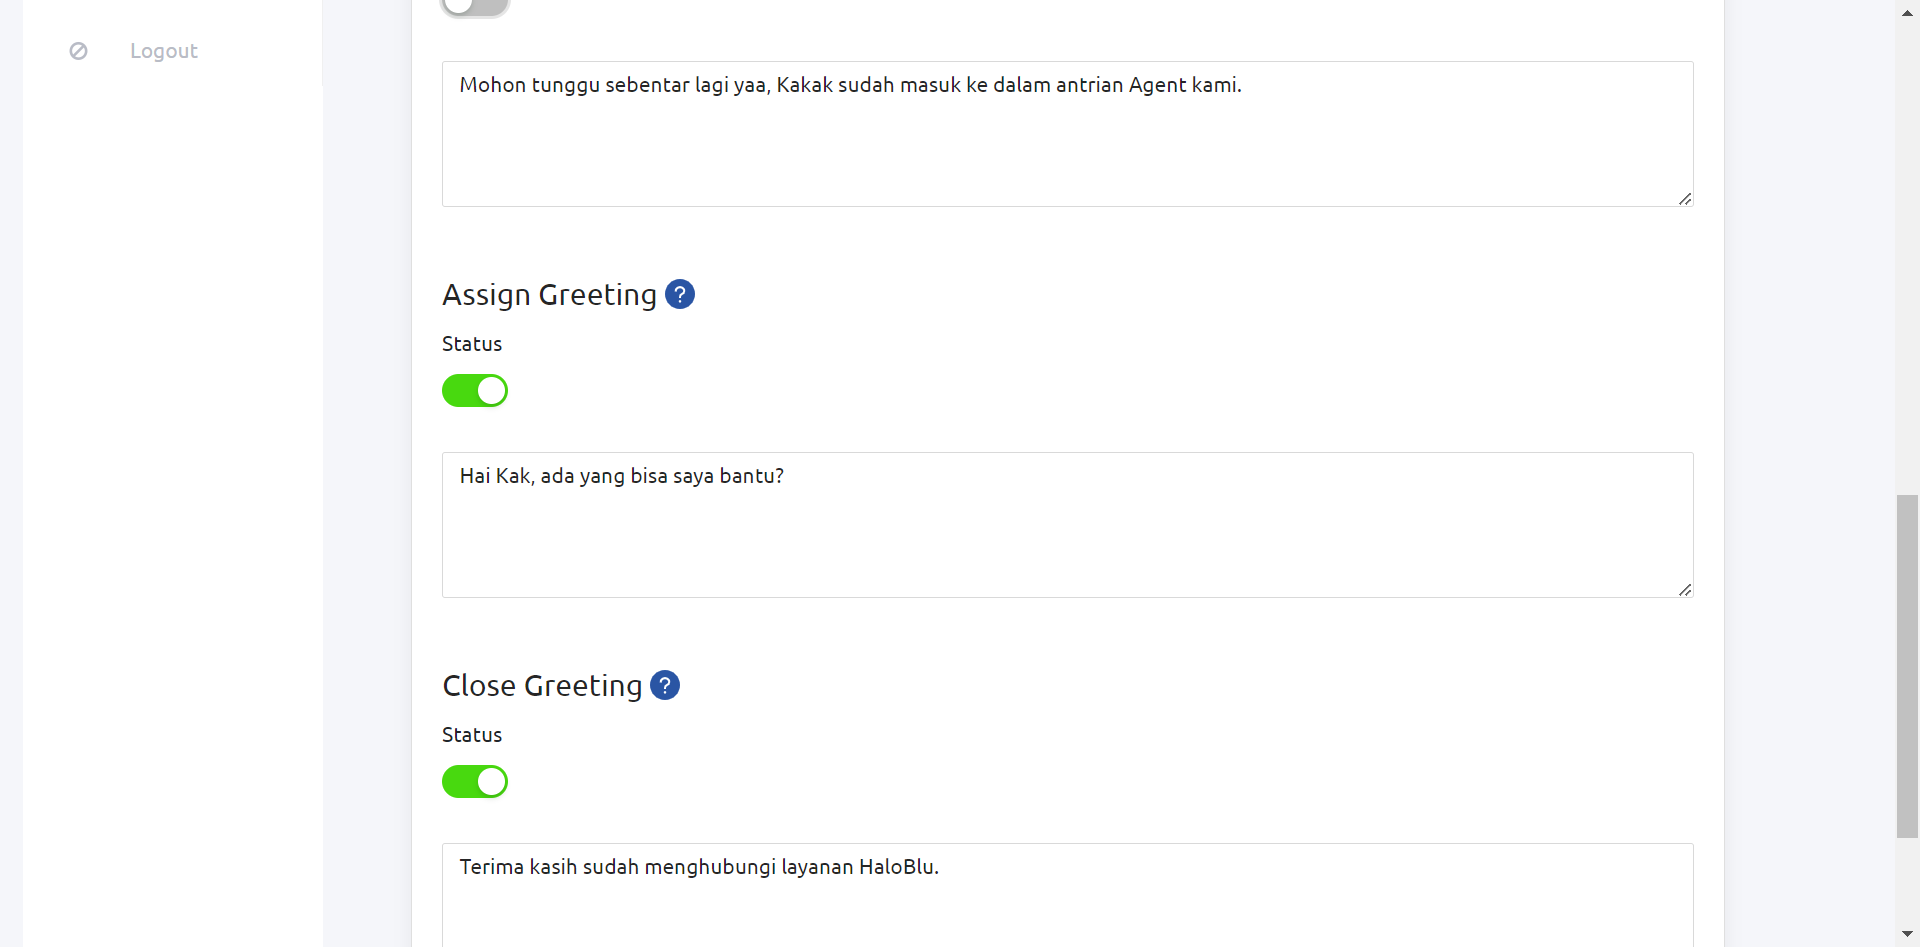 Logout
Mohon tunggu sebentar lagi yaa, Kakak sudah masuk ke dalam antrian Agent kami.
Assign Greeting ?
Status
Hai Kak, ada yang bisa saya bantu?
Close Greeting ?
Status
Terima kasih sudah menghubungi layanan HaloBlu.